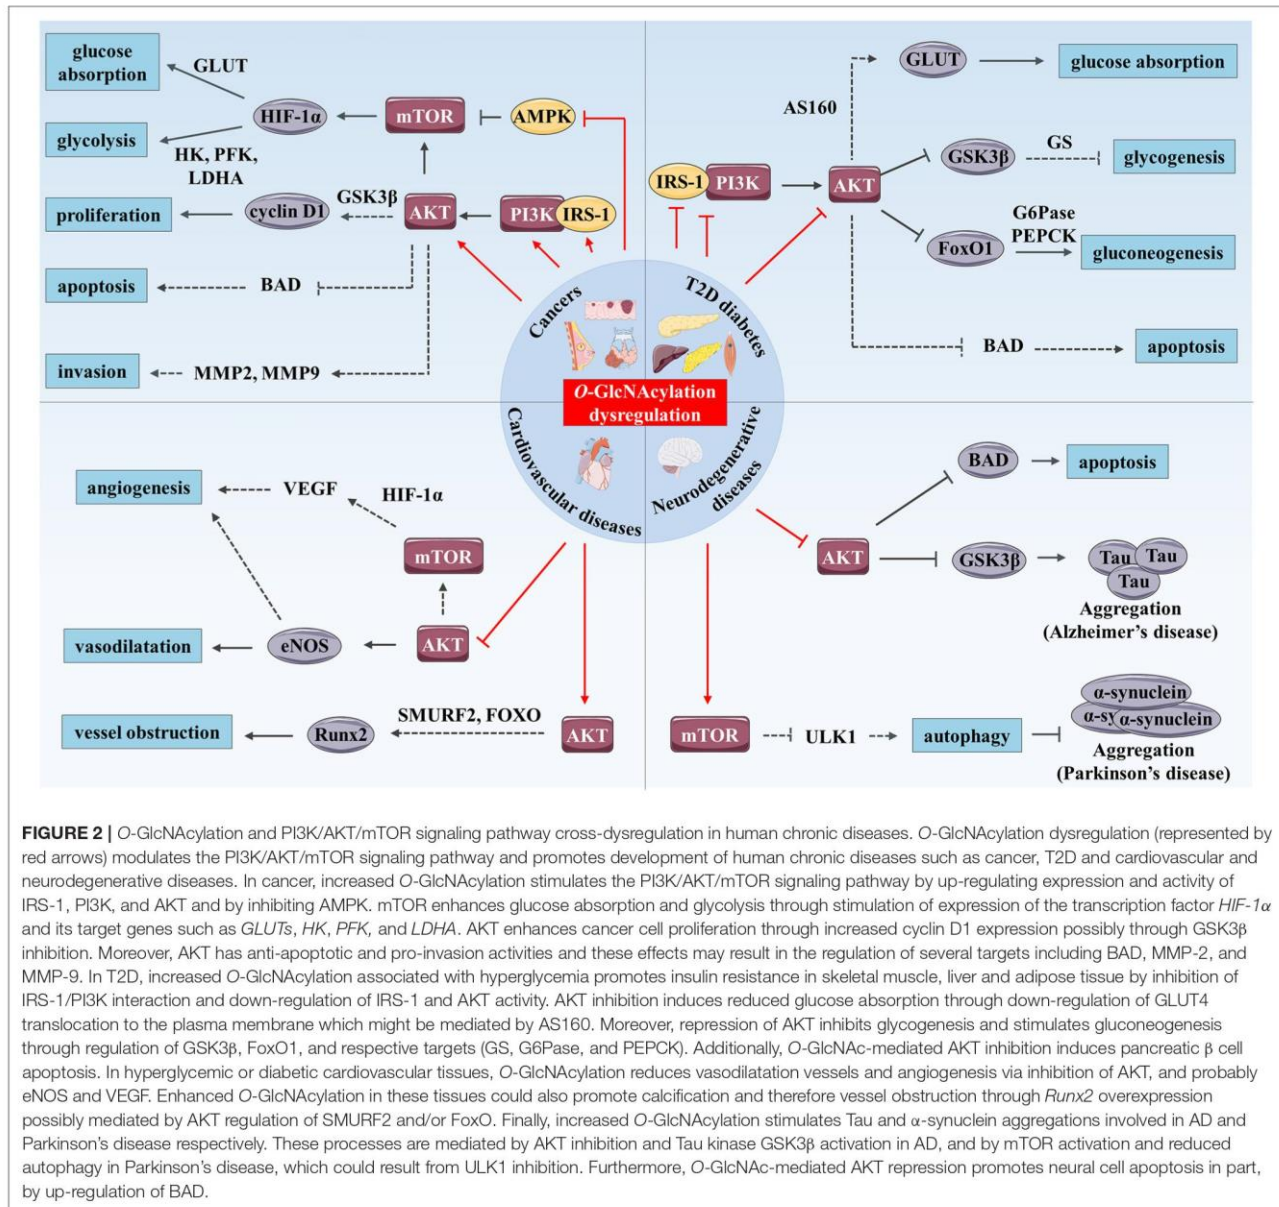 glucose
absorption
GLUT
HIF-1α
mTOR
AMPK
glycolysis
HK, PFK,
LDHA
GSK3β
proliferation
cyclin D1
AKT
PI3K
IRS-1
apoptosis
BAD
invasion
MMP2, MMP9
Cancers
GLUT
glucose absorption
AS160
GS
IRS-1
PI3K
AKT
GSK3β
glycogenesis
G6Pase
PEPCK
FoxO1
gluconeogenesis
BAD
apoptosis
T2D diabetes
O-GlcNAcylation
dysregulation
Cardiovascular diseases
Neurodegenerative
diseases
angiogenesis
VEGF
HIF-1α
mTOR
vasodilatation
eNOS
AKT
vessel obstruction
Runx2
SMURF2, FOXO
AKT
BAD
apoptosis
AKT
GSK3β
Tau
Tau
Tau
Aggregation
(Alzheimer's disease)
mTOR
ULK1
autophagy
α-synuclein
α-sy
α-synuclein
Aggregation
(Parkinson's disease)
FIGURE 2 | O-GlcNAcylation and PI3K/AKT/mTOR signaling pathway cross-dysregulation in human chronic diseases. O-GlcNAcylation dysregulation (represented by
red arrows) modulates the PI3K/AKT/mTOR signaling pathway and promotes development of human chronic diseases such as cancer, T2D and cardiovascular and
neurodegenerative diseases. In cancer, increased O-GlcNAcylation stimulates the PI3K/AKT/mTOR signaling pathway by up-regulating expression and activity of
IRS-1, PI3K, and AKT and by inhibiting AMPK. mTOR enhances glucose absorption and glycolysis through stimulation of expression of the transcription factor HIF-1α
and its target genes such as GLUTs, HK, PFK, and LDHA. AKT enhances cancer cell proliferation through increased cyclin D1 expression possibly through GSK3β
inhibition. Moreover, AKT has anti-apoptotic and pro-invasion activities and these effects may result in the regulation of several targets including BAD, MMP-2, and
MMP-9. In T2D, increased O-GlcNAcylation associated with hyperglycemia promotes insulin resistance in skeletal muscle, liver and adipose tissue by inhibition of
IRS-1/PI3K interaction and down-regulation of IRS-1 and AKT activity. AKT inhibition induces reduced glucose absorption through down-regulation of GLUT4
translocation to the plasma membrane which might be mediated by AS160. Moreover, repression of AKT inhibits glycogenesis and stimulates gluconeogenesis
through regulation of GSK3β, FoxO1, and respective targets (GS, G6Pase, and PEPCK). Additionally, O-GlcNAc-mediated AKT inhibition induces pancreatic β cell
apoptosis. In hyperglycemic or diabetic cardiovascular tissues, O-GlcNAcylation reduces vasodilatation vessels and angiogenesis via inhibition of AKT, and probably
eNOS and VEGF. Enhanced O-GlcNAcylation in these tissues could also promote calcification and therefore vessel obstruction through Runx2 overexpression
possibly mediated by AKT regulation of SMURF2 and/or FoxO. Finally, increased O-GlcNAcylation stimulates Tau and α-synuclein aggregations involved in AD and
Parkinson's disease respectively. These processes are mediated by AKT inhibition and Tau kinase GSK3β activation in AD, and by mTOR activation and reduced
autophagy in Parkinson's disease, which could result from ULK1 inhibition. Furthermore, O-GlcNAc-mediated AKT repression promotes neural cell apoptosis in part,
by up-regulation of BAD.